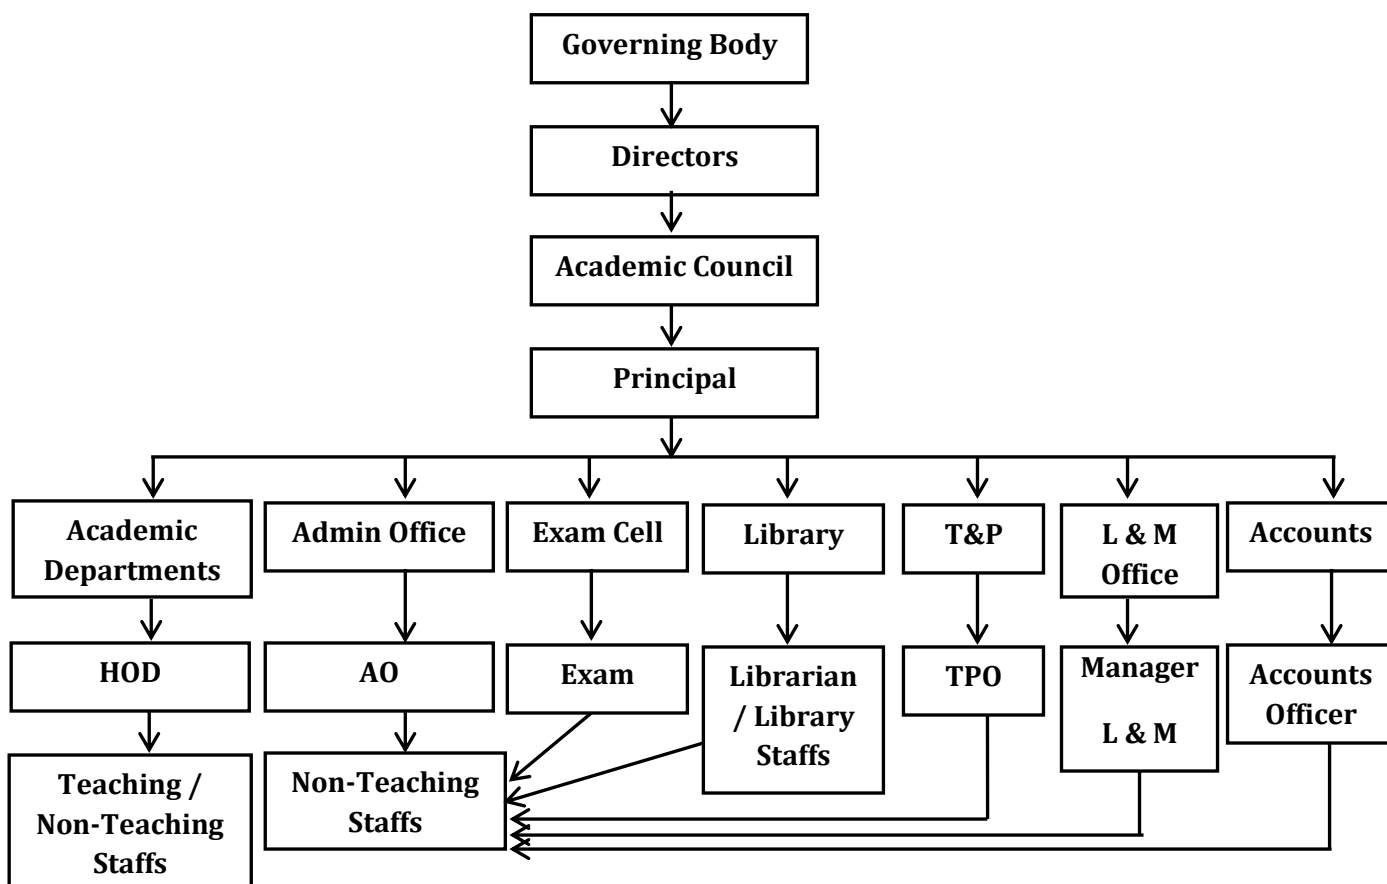 Governing Body
Directors
Academic Council
Principal
Academic
Departments
Admin Office
Exam Cell
Library
T&P
L & M
Office
Accounts
HOD
AO
Exam
Librarian
/ Library
Staffs
TPO
Manager
L & M
Accounts
Officer
Teaching /
Non-Teaching
Staffs
Non-Teaching
Staffs